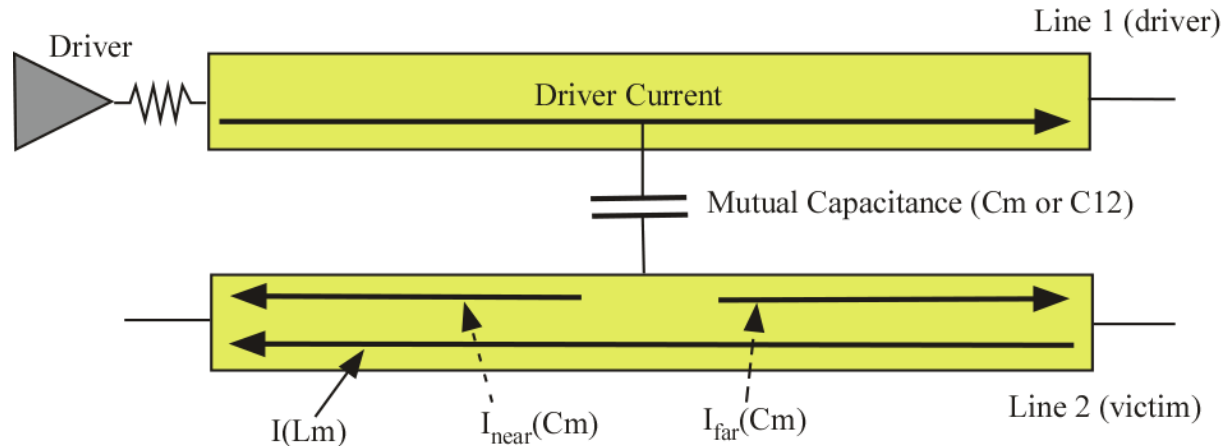 Line 1 (driver)
Driver
Driver Current
Mutual Capacitance (Cm or C12)
I(Lm)
Inear(Cm)
Ifar(Cm)
Line 2 (victim)